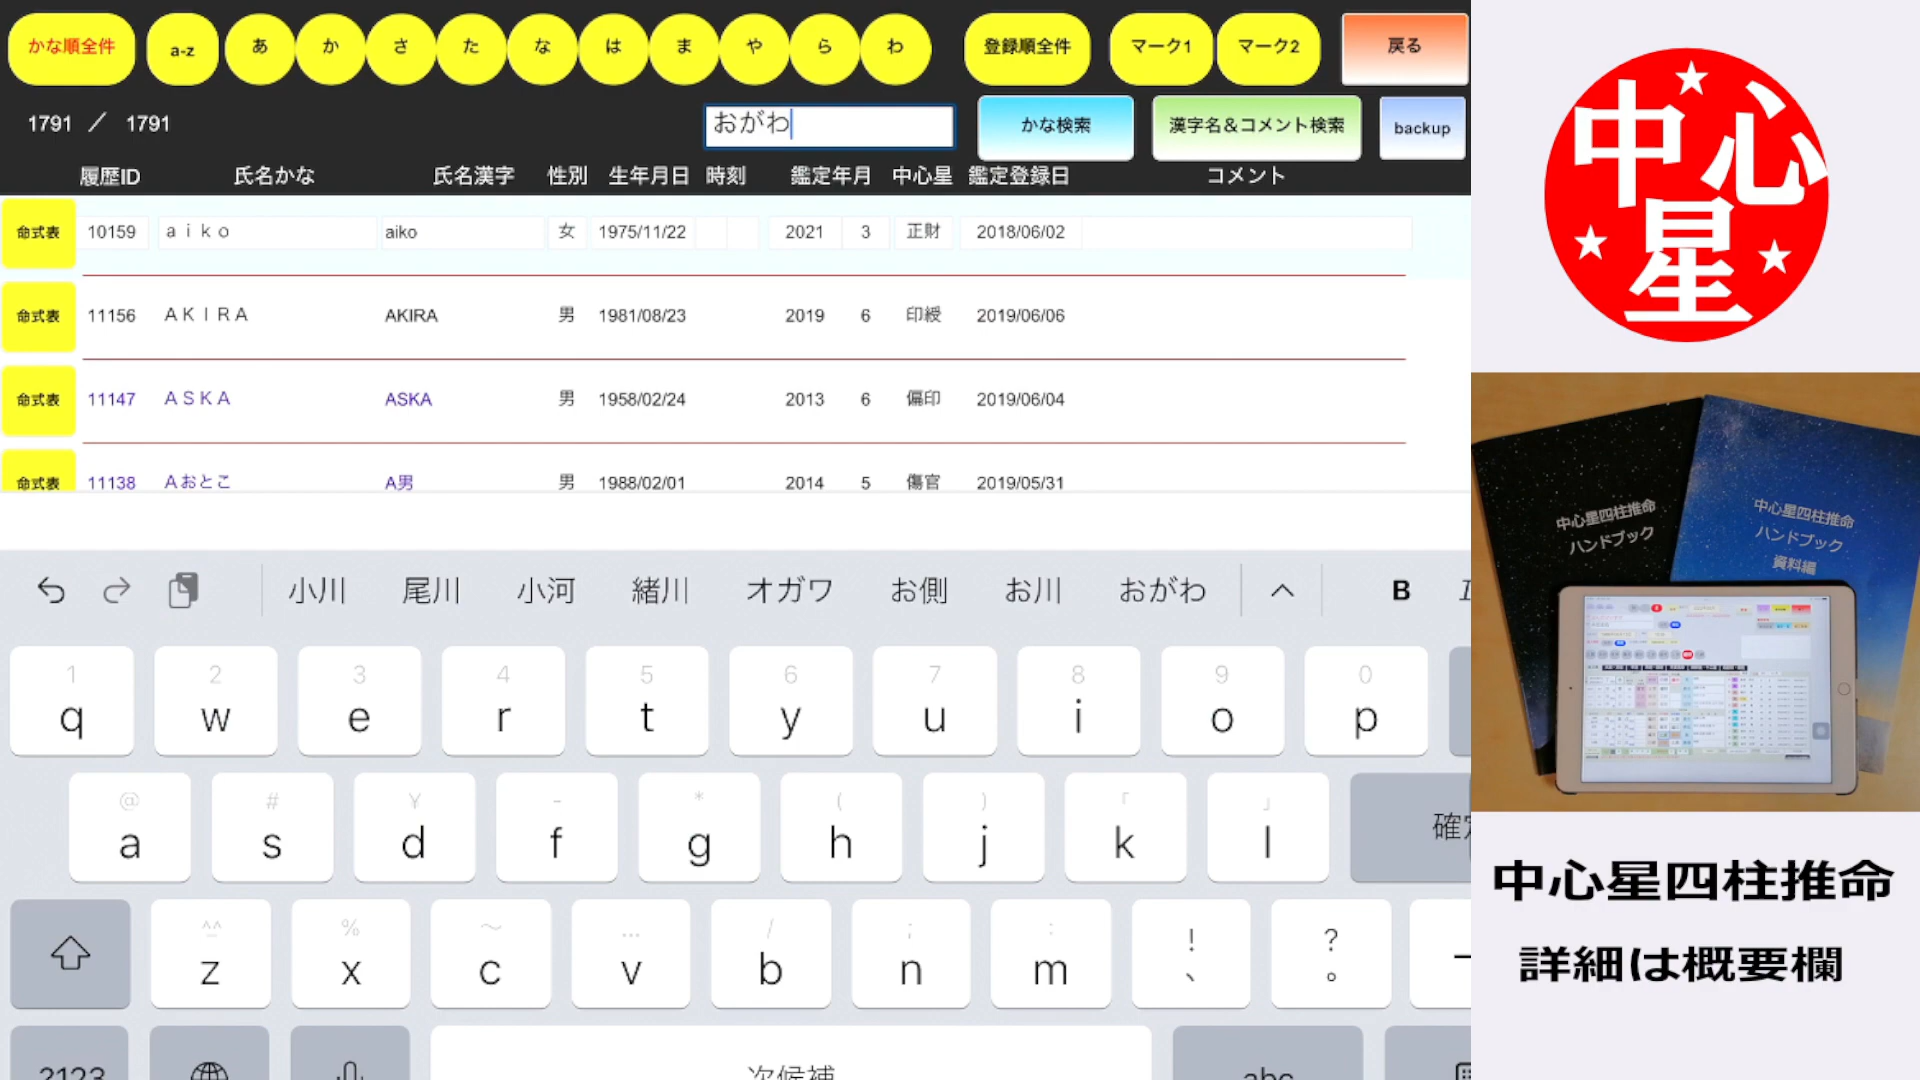 かな順全件 a-z あ か さ た な は ま や ら わ 登録順全件 マーク1 マーク2 戻る
1791 / 1791 おがわ かな検索 漢字名＆コメント検索 backup
履歴ID 氏名かな 氏名漢字 性別 生年月日 時刻 鑑定年月 中心星 鑑定登録日 コメント
命式表 10159 ａｉｋｏ aiko 女 1975/11/22 2021 3 正財 2018/06/02
命式表 11156 ＡＫＩＲＡ AKIRA 男 1981/08/23 2019 6 印綬 2019/06/06
命式表 11147 ＡＳＫＡ ASKA 男 1958/02/24 2013 6 偏印 2019/06/04
命式表 11138 Ａおとこ A男 男 1988/02/01 2014 5 傷官 2019/05/31
小川 尾川 小河 緒川 オガワ お側 お川 おがわ B I
1 2 3 4 5 6 7 8 9 0
q w e r t y u i o p
@ # ¥ - * ( ) 「 」
a s d f g h j k l 確定
^^ % 〜 … / ; : ! ?
z x c v b n m 、 。
?123 次候補 abc
中心
星
中心星四柱推命
ハンドブック
中心星四柱推命
ハンドブック
資料編
中心星四柱推命
詳細は概要欄